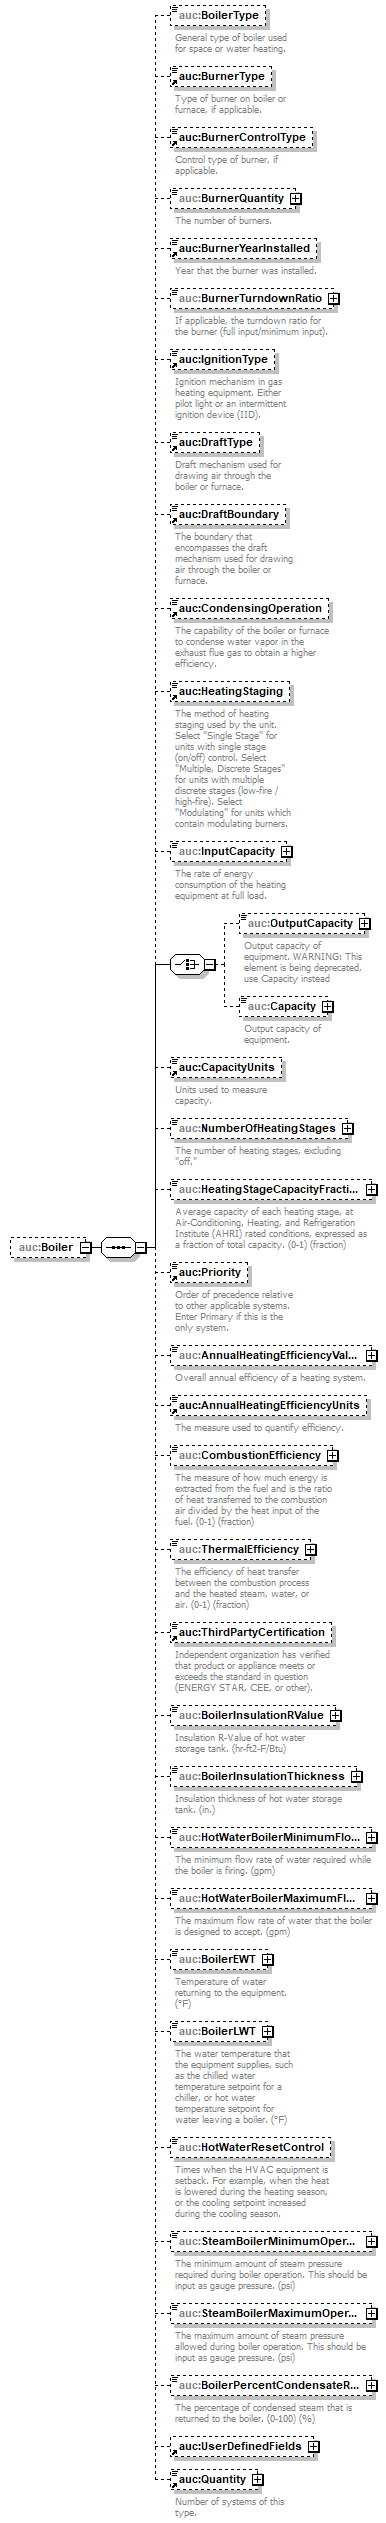 auc:BoilerType
General type of boiler used
for space or water heating.
auc:BurnerType
Type of burner on boiler or
furnace, if applicable.
auc:BurnerControlType
Control type of burner, if
applicable.
auc:BurnerQuantity
The number of burners.
auc:BurnerYearInstalled
Year that the burner was installed.
auc:BurnerTurndownRatio
If applicable, the turndown ratio for
the burner (full input/minimum input).
auc:IgnitionType
Ignition mechanism in gas
heating equipment. Either
pilot light or an intermittent
ignition device (IID).
auc:DraftType
Draft mechanism used for
drawing air through the
boiler or furnace.
auc:DraftBoundary
The boundary that
encompasses the draft
mechanism used for drawing
air through the boiler or
furnace.
auc:CondensingOperation
The capability of the boiler or furnace
to condense water vapor in the
exhaust flue gas to obtain a higher
efficiency.
auc:HeatingStaging
The method of heating
staging used by the unit.
Select "Single Stage" for
units with single stage
(on/off) control. Select
"Multiple, Discrete Stages"
for units with multiple
discrete stages (low-fire /
high-fire). Select
"Modulating" for units which
contain modulating burners.
auc:InputCapacity
The rate of energy
consumption of the heating
equipment at full load.
auc:OutputCapacity
Output capacity of
equipment. WARNING: This
element is being deprecated,
use Capacity instead
auc:Capacity
Output capacity of
equipment.
auc:CapacityUnits
Units used to measure
capacity.
auc:NumberOfHeatingStages
The number of heating stages, excluding
"off."
auc:HeatingStageCapacityFracti...
Average capacity of each heating stage, at
Air-Conditioning, Heating, and Refrigeration
Institute (AHRI) rated conditions, expressed as
a fraction of total capacity. (0-1) (fraction)
auc:Boiler
auc:Priority
Order of precedence relative
to other applicable systems.
Enter Primary if this is the
only system.
auc:AnnualHeatingEfficiencyVal...
Overall annual efficiency of a heating system.
auc:AnnualHeatingEfficiencyUnits
The measure used to quantify efficiency.
auc:CombustionEfficiency
The measure of how much energy is
extracted from the fuel and is the ratio
of heat transferred to the combustion
air divided by the heat input of the
fuel. (0-1) (fraction)
auc:ThermalEfficiency
The efficiency of heat transfer
between the combustion process
and the heated steam, water, or
air. (0-1) (fraction)
auc:ThirdPartyCertification
Independent organization has verified
that product or appliance meets or
exceeds the standard in question
(ENERGY STAR, CEE, or other).
auc:BoilerInsulationRValue
Insulation R-Value of hot water
storage tank. (hr-ft2-F/Btu)
auc:BoilerInsulationThickness
Insulation thickness of hot water storage
tank. (in.)
auc:HotWaterBoilerMinimumFlo...
The minimum flow rate of water required while
the boiler is firing. (gpm)
auc:HotWaterBoilerMaximumFl...
The maximum flow rate of water that the boiler
is designed to accept. (gpm)
auc:BoilerEWT
Temperature of water
returning to the equipment.
(°F)
auc:BoilerLWT
The water temperature that
the equipment supplies, such
as the chilled water
temperature setpoint for a
chiller, or hot water
temperature setpoint for
water leaving a boiler. (°F)
auc:HotWaterResetControl
Times when the HVAC equipment is
setback. For example, when the heat
is lowered during the heating season,
or the cooling setpoint increased
during the cooling season.
auc:SteamBoilerMinimumOper...
The minimum amount of steam pressure
required during boiler operation. This should be
input as gauge pressure. (psi)
auc:SteamBoilerMaximumOper...
The maximum amount of steam pressure
allowed during boiler operation. This should be
input as gauge pressure. (psi)
auc:BoilerPercentCondensateR...
The percentage of condensed steam that is
returned to the boiler. (0-100) (%)
auc:UserDefinedFields
auc:Quantity
Number of systems of this
type.